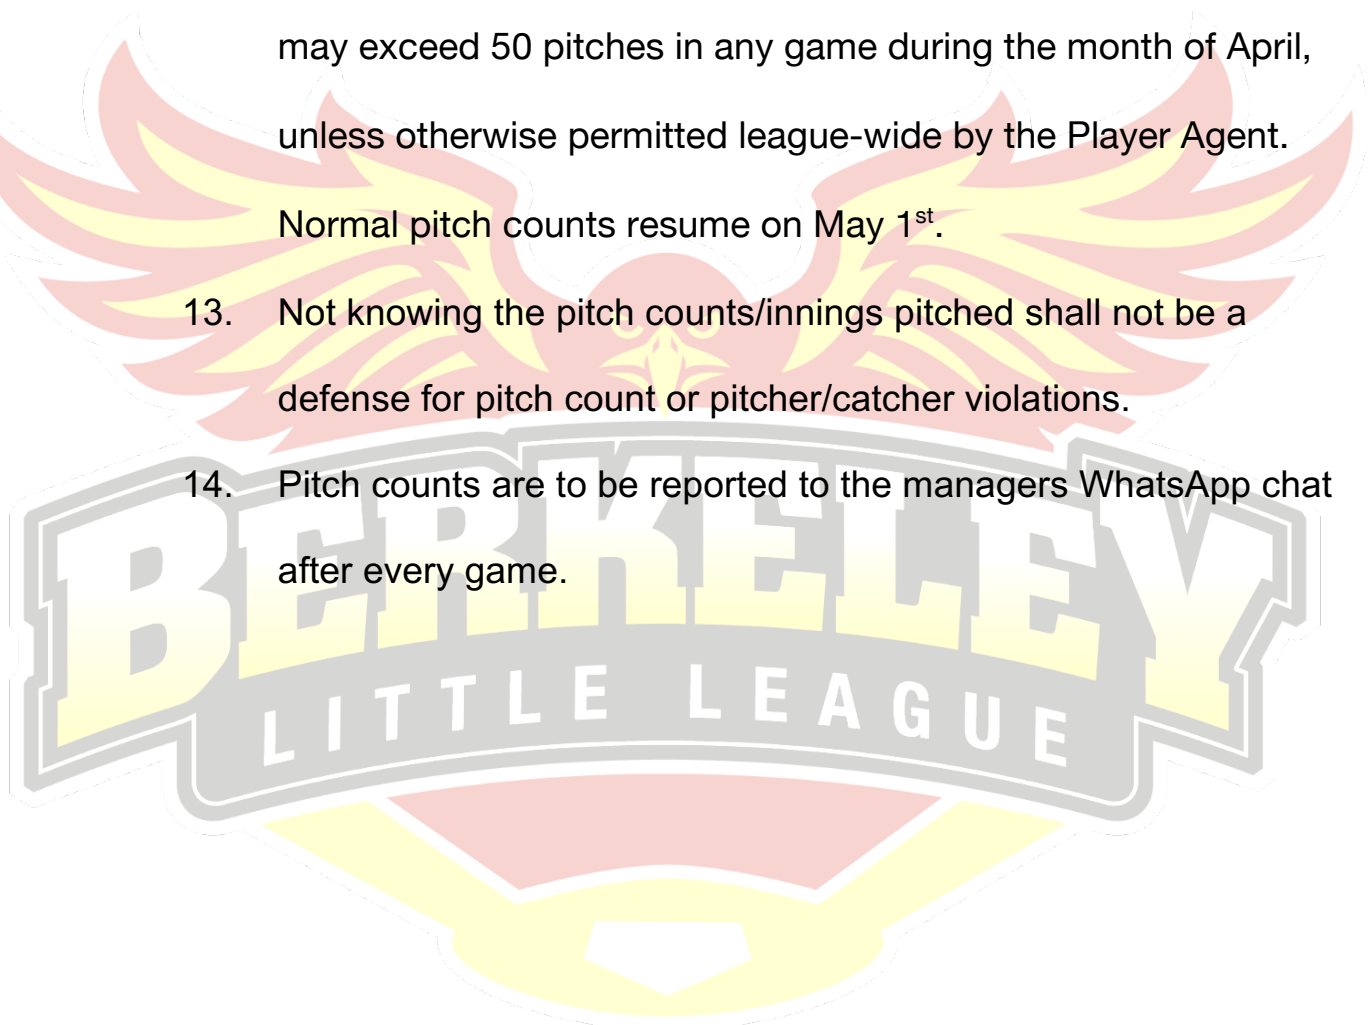 may exceed 50 pitches in any game during the month of April,
unless otherwise permitted league-wide by the Player Agent.
Normal pitch counts resume on May 1st.
13. Not knowing the pitch counts/innings pitched shall not be a
defense for pitch count or pitcher/catcher violations.
14. Pitch counts are to be reported to the managers WhatsApp chat
after every game.
BERKELEY
LITTLE LEAGUE